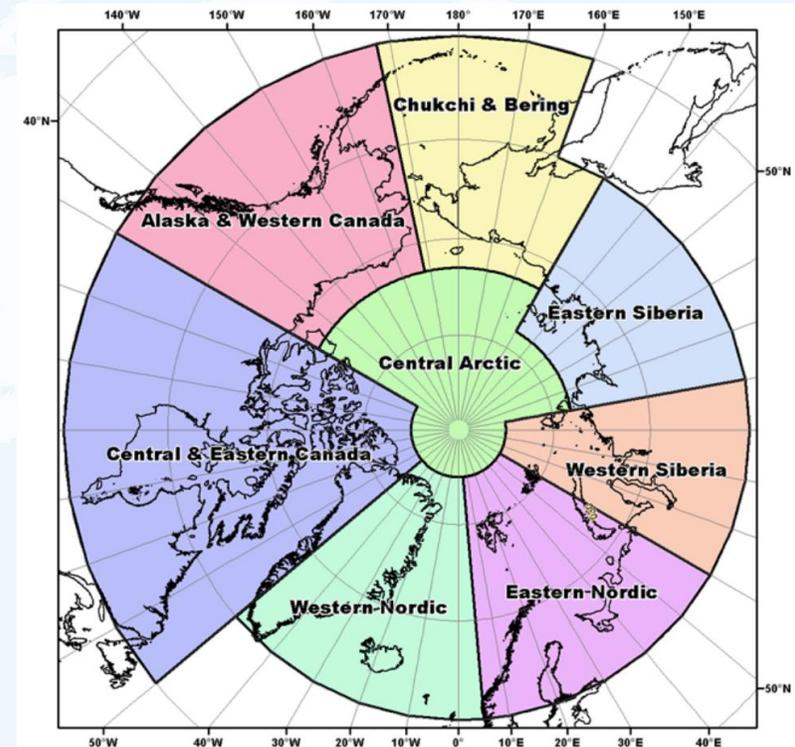 140°W 150°W 160°W 170°W 180° 170°E 160°E 150°E
40°N
Chukchi & Bering
50°N
Alaska & Western Canada
Eastern Siberia
Central Arctic
Central & Eastern Canada
Western Siberia
Eastern Nordic
Western Nordic
50°N
50°W 40°W 30°W 20°W 10°W 0° 10°E 20°E 30°E 40°E